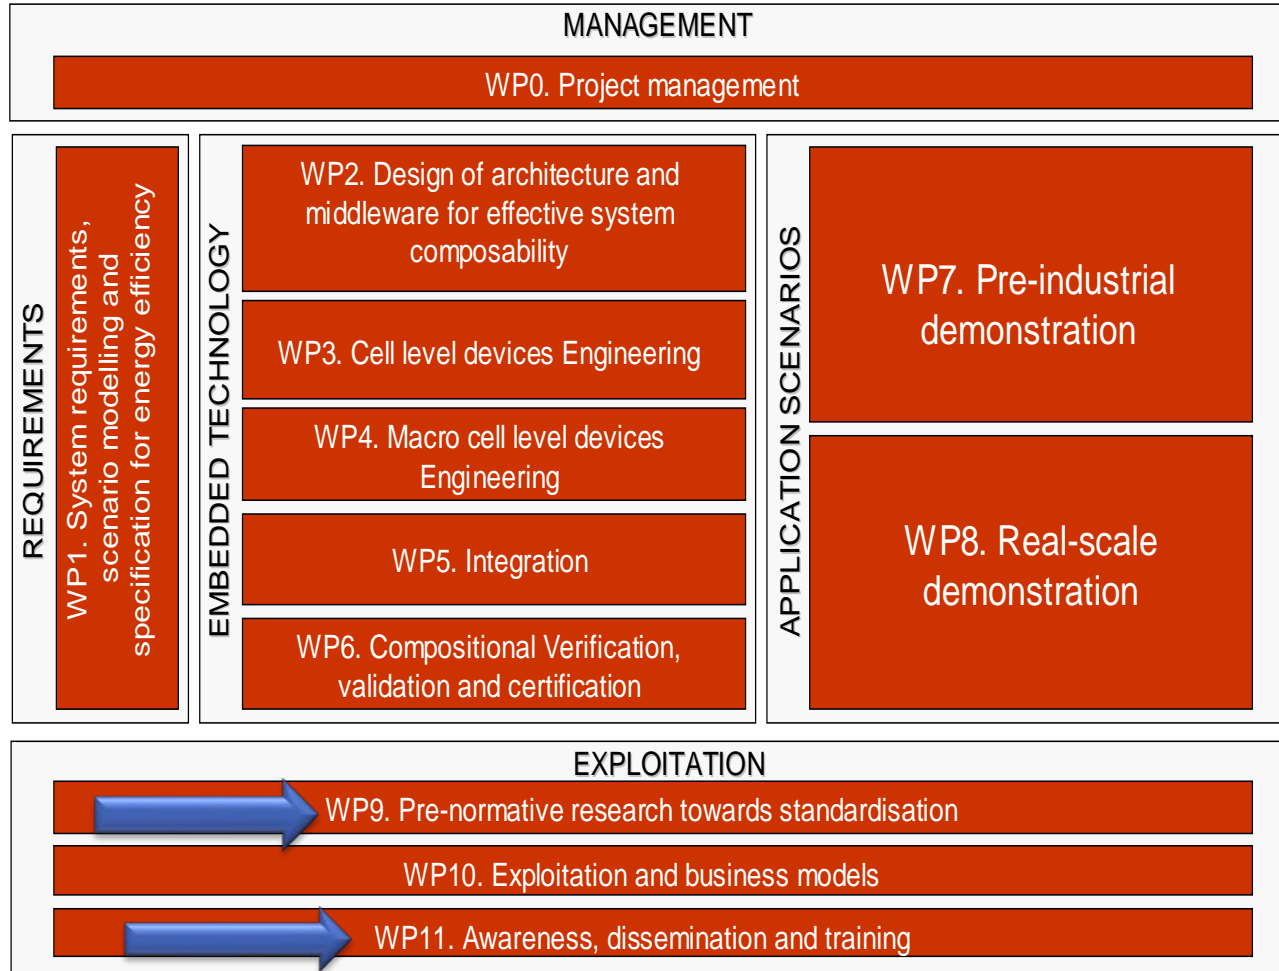 MANAGEMENT
WP0. Project management
REQUIREMENTS
WP1. System requirements,
scenario modelling and
specification for energy efficiency
EMBEDDED TECHNOLOGY
WP2. Design of architecture and
middleware for effective system
composability
WP3. Cell level devices Engineering
WP4. Macro cell level devices
Engineering
WP5. Integration
WP6. Compositional Verification,
validation and certification
APPLICATION SCENARIOS
WP7. Pre-industrial
demonstration
WP8. Real-scale
demonstration
EXPLOITATION
WP9. Pre-normative research towards standardisation
WP10. Exploitation and business models
WP11. Awareness, dissemination and training